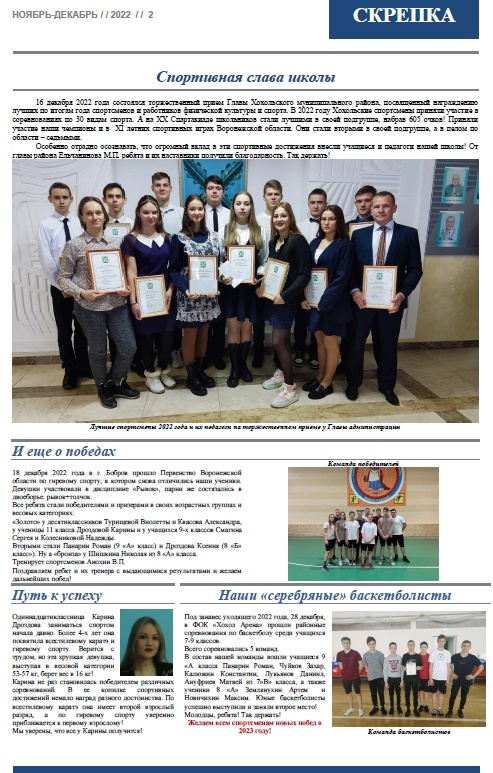 НОЯБРЬ-ДЕКАБРЬ / / 2022 / / 2
СКРЕПКА
Спортивная слава школы
16 декабря 2022 года состоялся торжественный прием Главы Хохольского муниципального района, посвященный награждению
лучших по итогам года спортсменов и работников физической культуры и спорта. В 2022 году Хохольские спортсмены приняли участие в
соревнованиях по 30 видам спорта. А на XX Спартакиаде школьников стали лучшими в своей подгруппе, набрав 605 очков! Приняли
участие наши чемпионы и в XI летних спортивных играх Воронежской области. Они стали вторыми в своей подгруппе, а в целом по
области – седьмыми.
Особенно отрадно осознавать, что огромный вклад в эти спортивные достижения внесли учащиеся и педагоги нашей школы! От
главы района Ельчанинова М.П. ребята и их наставники получили благодарность. Так держать!
Лучшие спортсмены 2022 года и их педагоги на торжественном приеме у Главы администрации
И еще о победах
18 декабря 2022 года в г. Бобров прошло Первенство Воронежской
области по гиревому спорту, в котором снова отличились наши ученики.
Девушки участвовали в дисциплине «Рывок», парни же состязались в
двоеборье: рывок+толчок.
Все ребята стали победителями и призерами в своих возрастных группах и
весовых категориях:
«Золото» у десятиклассников Турищевой Виолетты и Квасова Александра,
у ученицы 11 класса Дроздовой Карины и у учащихся 9-х классов Смагина
Сергея и Колесниковой Надежды.
Вторыми стали Панарин Роман (9 «А» класс) и Дроздова Ксения (8 «Б»
класс»). Ну а «бронза» у Шишкина Николая из 8 «А» класса.
Тренирует спортсменов Анохин В.П.
Поздравляем ребят и их тренера с выдающимися результатами и желаем
дальнейших побед!
Команда победителей
Путь к успеху
Одиннадцатиклассница Карина
Дроздова занимается спортом
начала давно. Более 4-х лет она
посвятила всестилевому каратэ и
гиревому спорту. Верится с
трудом, но эта хрупкая девушка,
выступая в весовой категории
53-57 кг, берет вес в 16 кг!
Карина не раз становилась победителем различных
соревнований. В ее копилке спортивных
достижений немало наград разного достоинства. По
всестилевому каратэ она имеет второй взрослый
разряд, а по гиревому спорту уверенно
приближается к первому взрослому!
Мы уверены, что все у Карины получится!
Наши «серебряные» баскетболисты
Под занавес уходящего 2022 года, 28 декабря,
в ФОК «Хохол Арена» прошли районные
соревнования по баскетболу среди учащихся
7-9 классов.
Всего соревновались 5 команд.
В состав нашей команды вошли учащиеся 9
«А класса Панарин Роман, Чуйков Захар,
Калюжин Константин, Лукьянов Даниил,
Ануфриев Матвей из 7»В» класса, а также
ученики 8 «А» Землянухин Артем и
Новичихин Максим. Юные баскетболисты
успешно выступили и заняли второе место!
Молодцы, ребята! Так держать!
Желаем всем спортсменам новых побед в
2023 году!
Команда баскетболистов